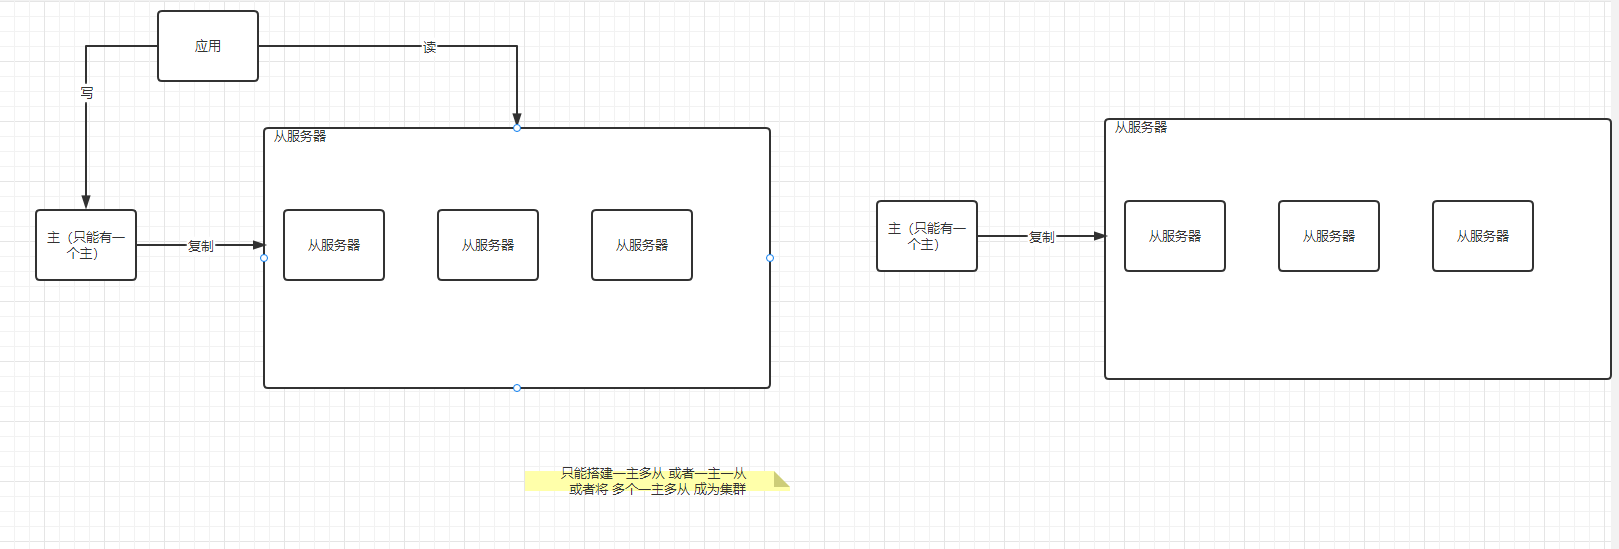 应用
读
写
从服务器
主（只能有一
个主）
复制
从服务器
从服务器
从服务器
从服务器
主（只能有一
个主）
复制
从服务器
从服务器
从服务器
只能搭建一主多从 或者一主一从
或者将 多个一主多从 成为集群